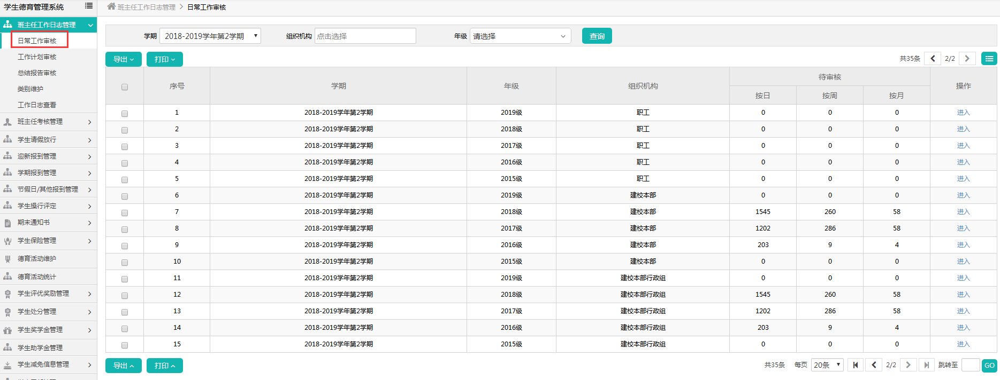 学生德育管理系统
班主任工作日志管理 > 日常工作审核
班主任工作日志管理
日常工作审核
工作计划审核
总结报告审核
类别维护
工作日志查看
班主任考核管理
学生请假放行
迎新报到管理
学期报到管理
节假日/其他报到管理
学生操行评定
期末通知书
学生保险管理
德育活动维护
德育活动统计
学生评优奖励管理
学生处分管理
学生奖学金管理
学生助学金管理
学生减免信息管理
学期 2018-2019学年第2学期 组织机构 点击选择 年级 请选择 查询
导出 打印 共35条 2/2
序号 学期 年级 组织机构 待审核 操作
按日 按周 按月
1 2018-2019学年第2学期 2019级 职工 0 0 0 进入
2 2018-2019学年第2学期 2018级 职工 0 0 0 进入
3 2018-2019学年第2学期 2017级 职工 0 0 0 进入
4 2018-2019学年第2学期 2016级 职工 0 0 0 进入
5 2018-2019学年第2学期 2015级 职工 0 0 0 进入
6 2018-2019学年第2学期 2019级 建校本部 0 0 0 进入
7 2018-2019学年第2学期 2018级 建校本部 1545 260 58 进入
8 2018-2019学年第2学期 2017级 建校本部 1202 286 58 进入
9 2018-2019学年第2学期 2016级 建校本部 203 9 4 进入
10 2018-2019学年第2学期 2015级 建校本部 0 0 0 进入
11 2018-2019学年第2学期 2019级 建校本部行政组 0 0 0 进入
12 2018-2019学年第2学期 2018级 建校本部行政组 1545 260 58 进入
13 2018-2019学年第2学期 2017级 建校本部行政组 1202 286 58 进入
14 2018-2019学年第2学期 2016级 建校本部行政组 203 9 4 进入
15 2018-2019学年第2学期 2015级 建校本部行政组 0 0 0 进入
导出 打印 共35条 每页 20条 2/2 跳转至 GO